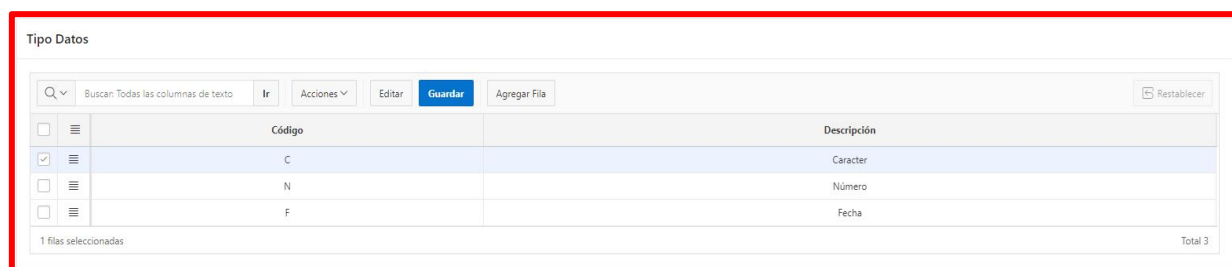 Tipo Datos
Buscar: Todas las columnas de texto Ir Acciones Editar Guardar Agregar Fila Restablecer
Código Descripción
C Caracter
N Número
F Fecha
1 filas seleccionadas Total 3